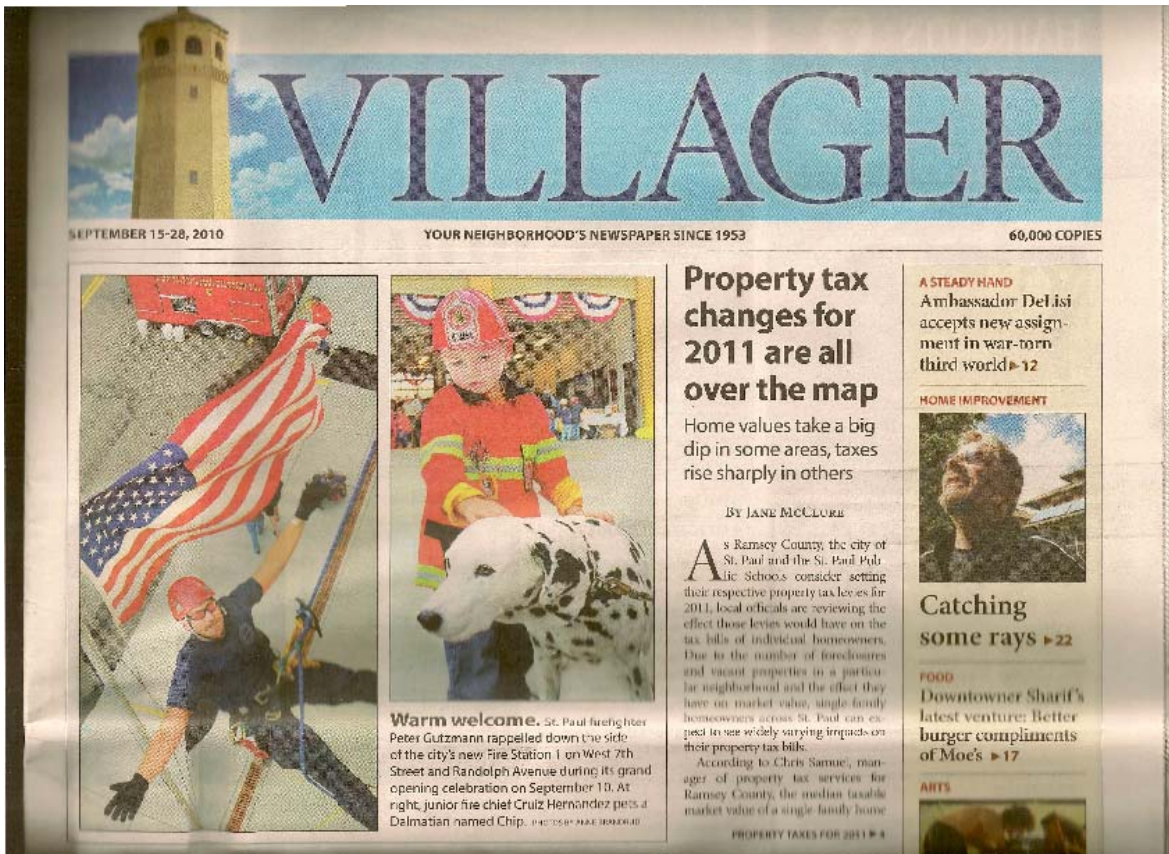 VILLAGER
SEPTEMBER 15-28, 2010
YOUR NEIGHBORHOOD'S NEWSPAPER SINCE 1953
60,000 COPIES
Warm welcome. St. Paul firefighter
Peter Gutzmann rappelled down the side
of the city's new Fire Station 1 on West 7th
Street and Randolph Avenue during its grand
opening celebration on September 10. At
right, junior fire chief Cruiz Hernandez pets a
Dalmatian named Chip. PHOTOS BY ANNE BRANDRUD
Property tax
changes for
2011 are all
over the map
Home values take a big
dip in some areas, taxes
rise sharply in others
BY JANE MCCLURE
As Ramsey County, the city of
St. Paul and the St. Paul Pub-
lic Schools consider setting
their respective property tax levies for
2011, local officials are reviewing the
effect those levies would have on the
tax bills of individual homeowners.
Due to the number of foreclosures
and vacant properties in a particu-
lar neighborhood and the effect they
have on market value, single-family
homeowners across St. Paul can ex-
pect to see widely varying impacts on
their property tax bills.
According to Chris Samuel, man-
ager of property tax services for
Ramsey County, the median taxable
market value of a single-family home
PROPERTY TAXES FOR 2011 ▶ 4
A STEADY HAND
Ambassador DeLisi
accepts new assign-
ment in war-torn
third world ▶ 12
HOME IMPROVEMENT
Catching
some rays ▶ 22
FOOD
Downtowner Sharif's
latest venture: Better
burger compliments
of Moe's ▶ 17
ARTS